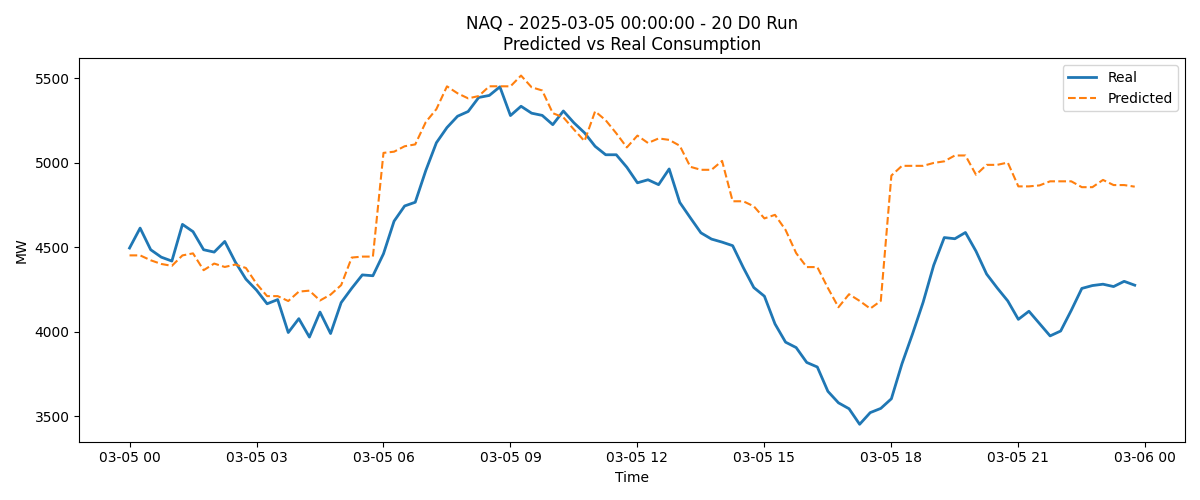 NAQ - 2025-03-05 00:00:00 - 20 D0 Run
Predicted vs Real Consumption
Real
Predicted
MW
5500
5000
4500
4000
3500
03-05 00
03-05 03
03-05 06
03-05 09
03-05 12
03-05 15
03-05 18
03-05 21
03-06 00
Time